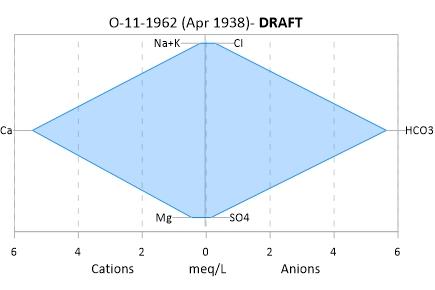 O-11-1962 (Apr 1938)- DRAFT
Na+K Cl
Ca HCO3
Mg SO4
6 4 2 0 2 4 6
Cations meq/L Anions